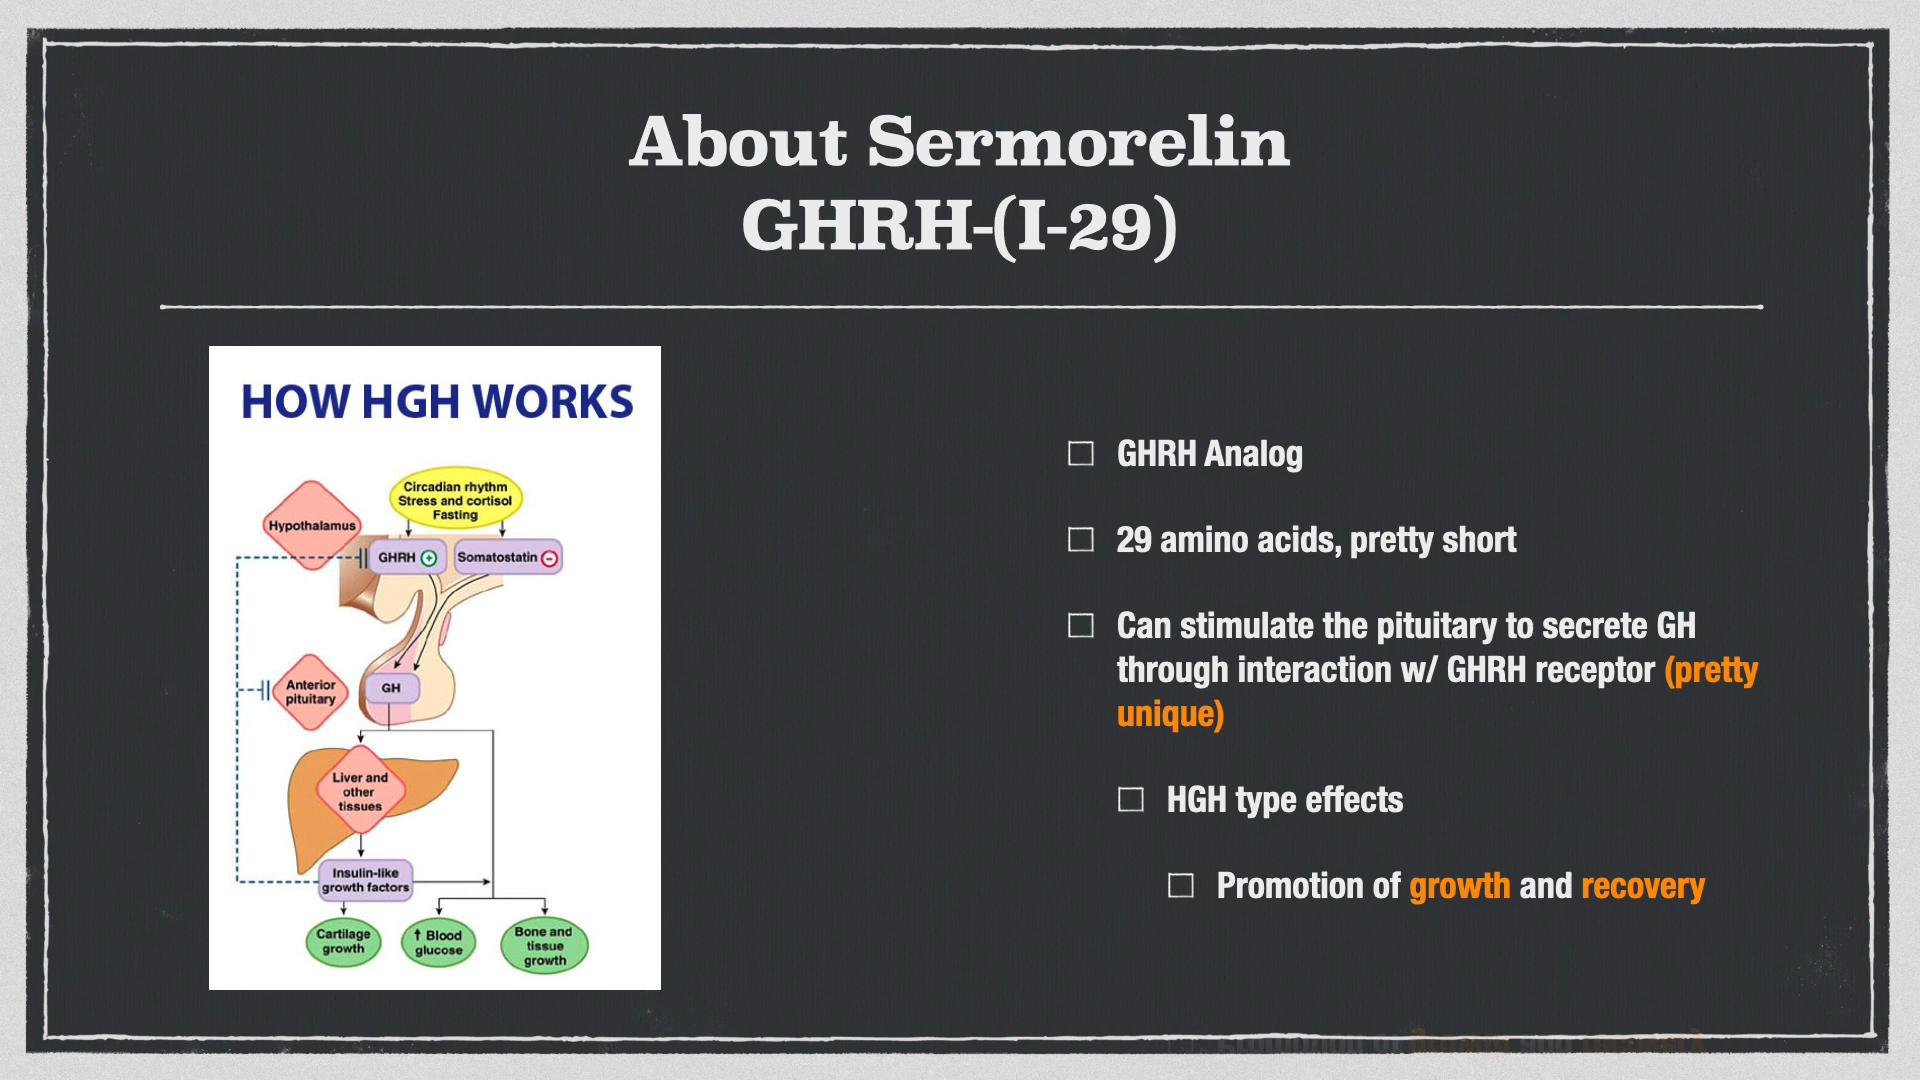 About Sermorelin
GHRH-(I-29)
HOW HGH WORKS
Circadian rhythm
Stress and cortisol
Fasting
Hypothalamus
GHRH +
Somatostatin −
Anterior
pituitary
GH
Liver and
other
tissues
Insulin-like
growth factors
Cartilage
growth
↑ Blood
glucose
Bone and
tissue
growth
GHRH Analog
29 amino acids, pretty short
Can stimulate the pituitary to secrete GH
through interaction w/ GHRH receptor (pretty
unique)
HGH type effects
Promotion of growth and recovery